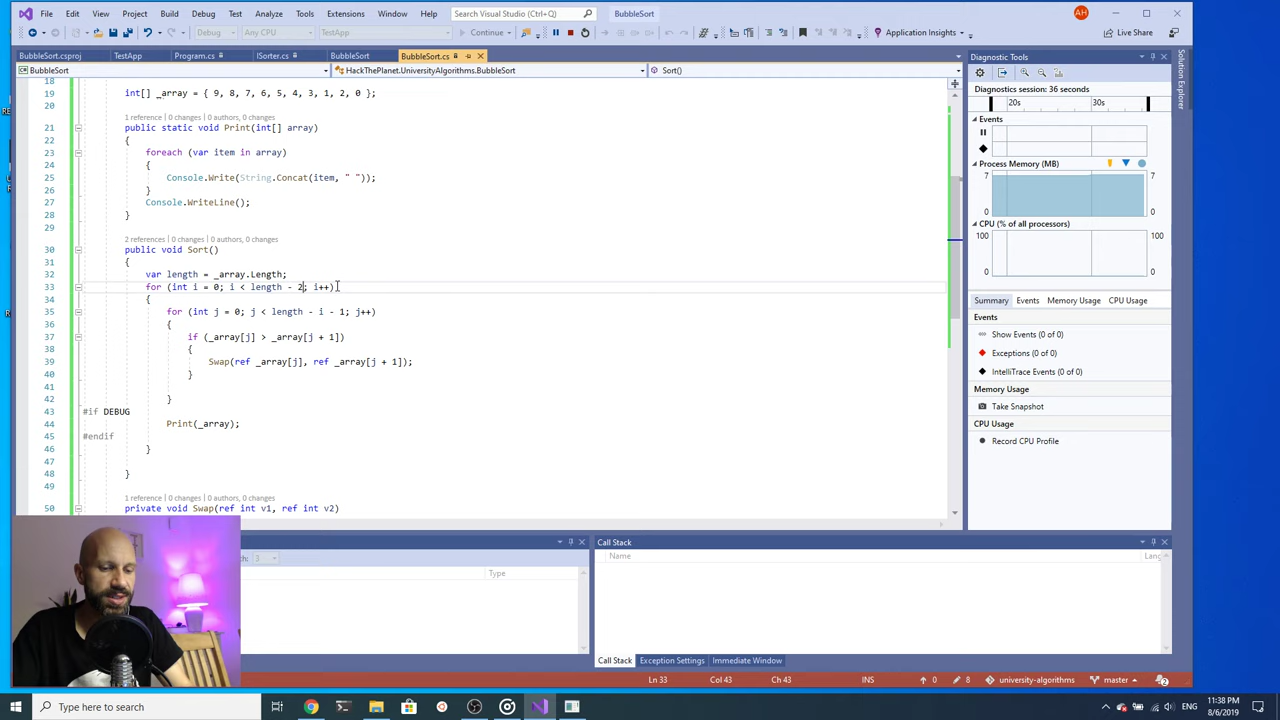 File Edit View Project Build Debug Test Analyze Tools Extensions Window Help Search Visual Studio BubbleSort AH
Debug Any CPU TestApp Continue Application Insights Live Share
BubbleSort.csproj TestApp Program.cs ISorter.cs BubbleSort BubbleSort.cs
BubbleSort HackThePlanet.UniversityAlgorithms.BubbleSort Sort()
18
19 int[] _array = { 9, 8, 7, 6, 5, 4, 3, 1, 2, 0 };
1 reference | 0 changes | 0 authors, 0 changes
21 public static void Print(int[] array)
22 {
23 foreach (var item in array)
24 {
25 Console.Write(String.Concat(item, " "));
26 }
27 Console.WriteLine();
28 }
29
2 references | 0 changes | 0 authors, 0 changes
30 public void Sort()
31 {
32 var length = _array.Length;
33 for (int i = 0; i < length - 2; i++)
34 {
35 for (int j = 0; j < length - i - 1; j++)
36 {
37 if (_array[j] > _array[j + 1])
38 {
39 Swap(ref _array[j], ref _array[j + 1]);
40 }
41
42 }
43 #if DEBUG
44 Print(_array);
45 #endif
46 }
47
48 }
49
1 reference | 0 changes | 0 authors, 0 changes
50 private void Swap(ref int v1, ref int v2)
Diagnostic Tools
Diagnostics session: 36 seconds
20s 30s
Events
Process Memory (MB)
7 7
0 0
CPU (% of all processors)
100 100
0 0
Summary Events Memory Usage CPU Usage
Events
Show Events (0 of 0)
Exceptions (0 of 0)
IntelliTrace Events (0 of 0)
Memory Usage
Take Snapshot
CPU Usage
Record CPU Profile
Solution Explorer
3
Type
Call Stack
Name
Call Stack Exception Settings Immediate Window
Ln 33 Col 43 Ch 43 INS 0 8 university-algorithms master 2
Type here to search
11:38 PM
8/6/2019